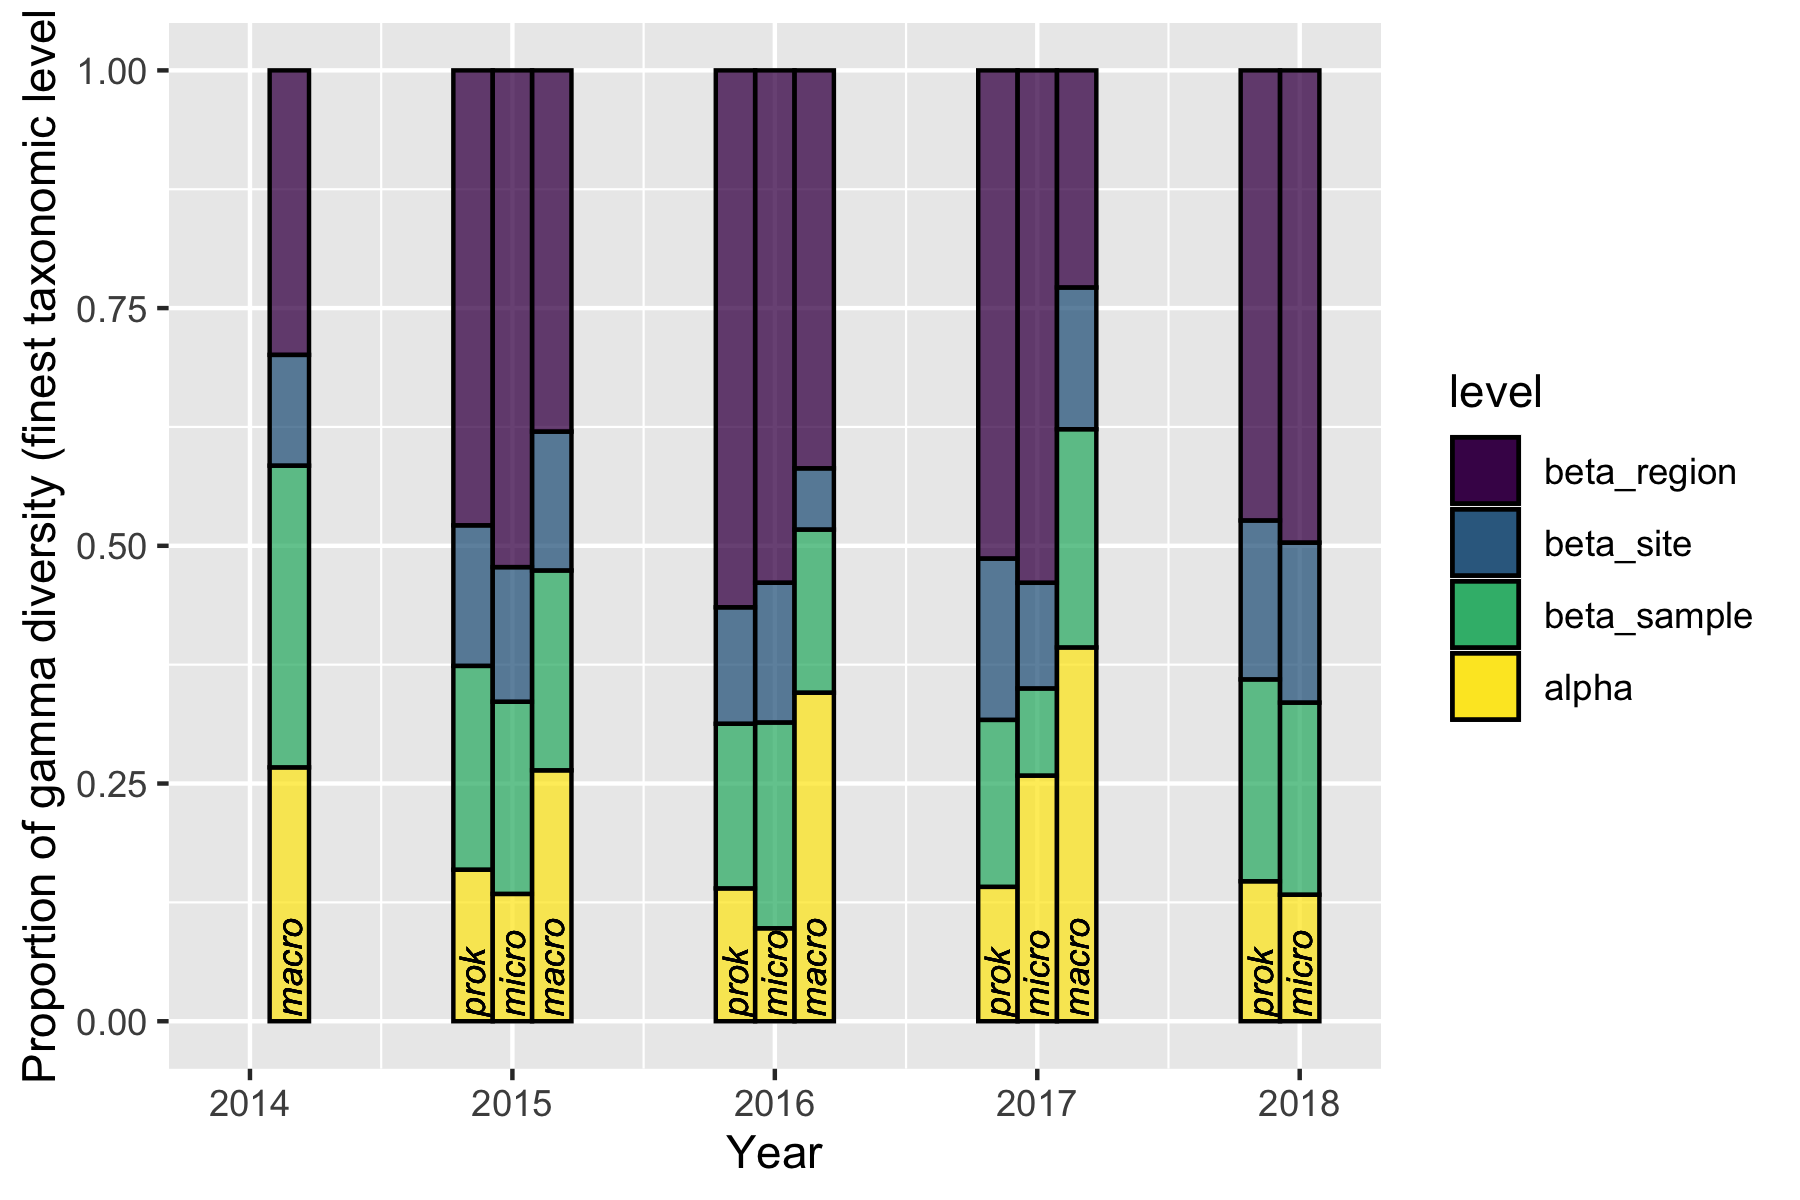 Proportion of gamma diversity (finest taxonomic level
1.00
0.75
0.50
0.25
0.00
macro
prok
micro
macro
prok
micro
macro
prok
micro
macro
prok
micro
2014
2015
2016
2017
2018
Year
level
beta_region
beta_site
beta_sample
alpha